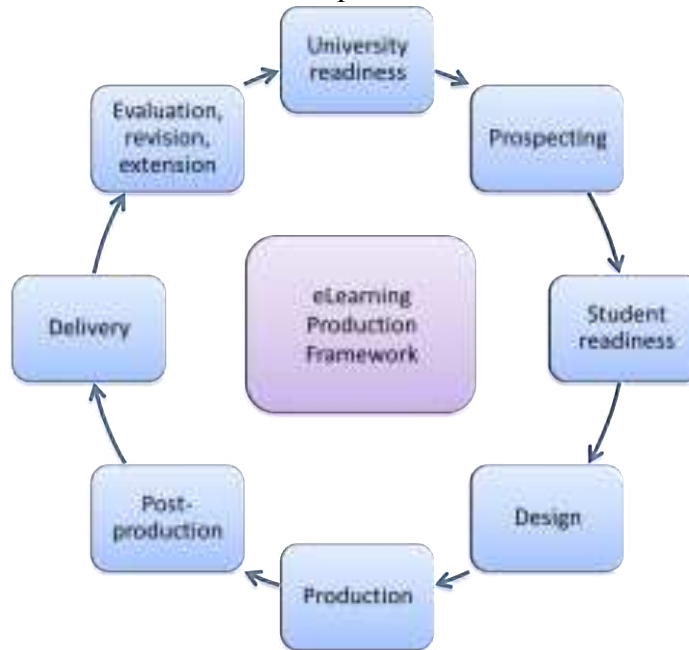 University
readiness
Prospecting
Student
readiness
Design
Production
Post-
production
Delivery
Evaluation,
revision,
extension
eLearning
Production
Framework